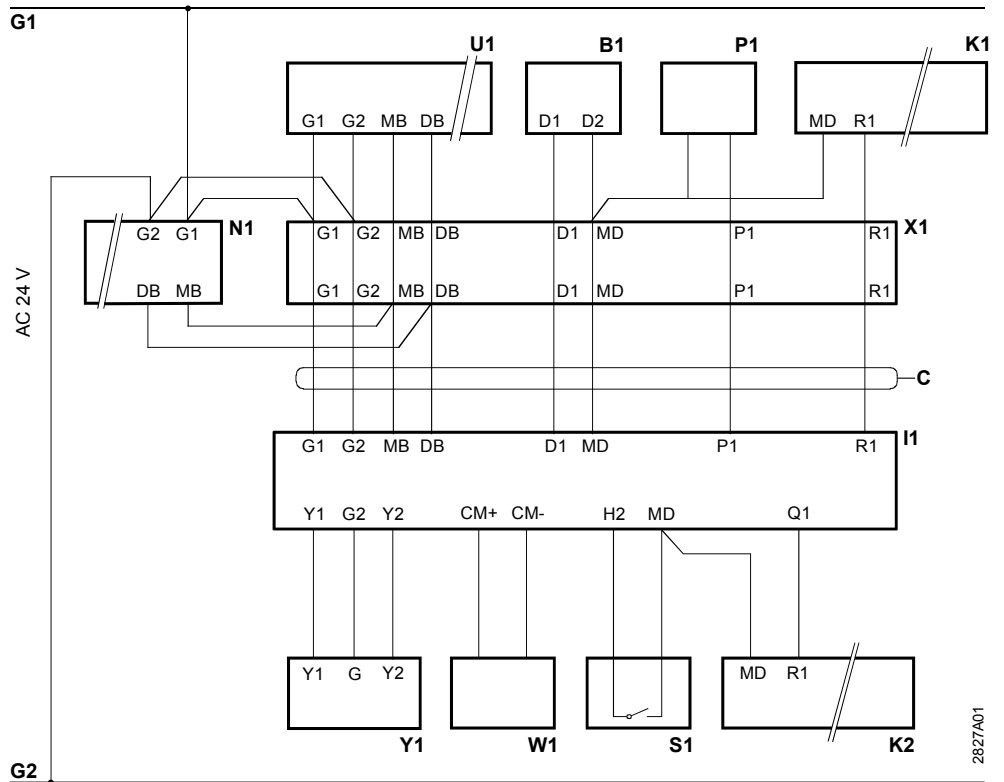 G1
U1 B1 P1 K1
G1 G2 MB DB D1 D2 MD R1
N1 X1
G2 G1 G1 G2 MB DB D1 MD P1 R1
DB MB G1 G2 MB DB D1 MD P1 R1
AC 24 V
C
I1
G1 G2 MB DB D1 MD P1 R1
Y1 G2 Y2 CM+ CM- H2 MD Q1
Y1 G Y2 MD R1
Y1 W1 S1 K2
2827A01
G2